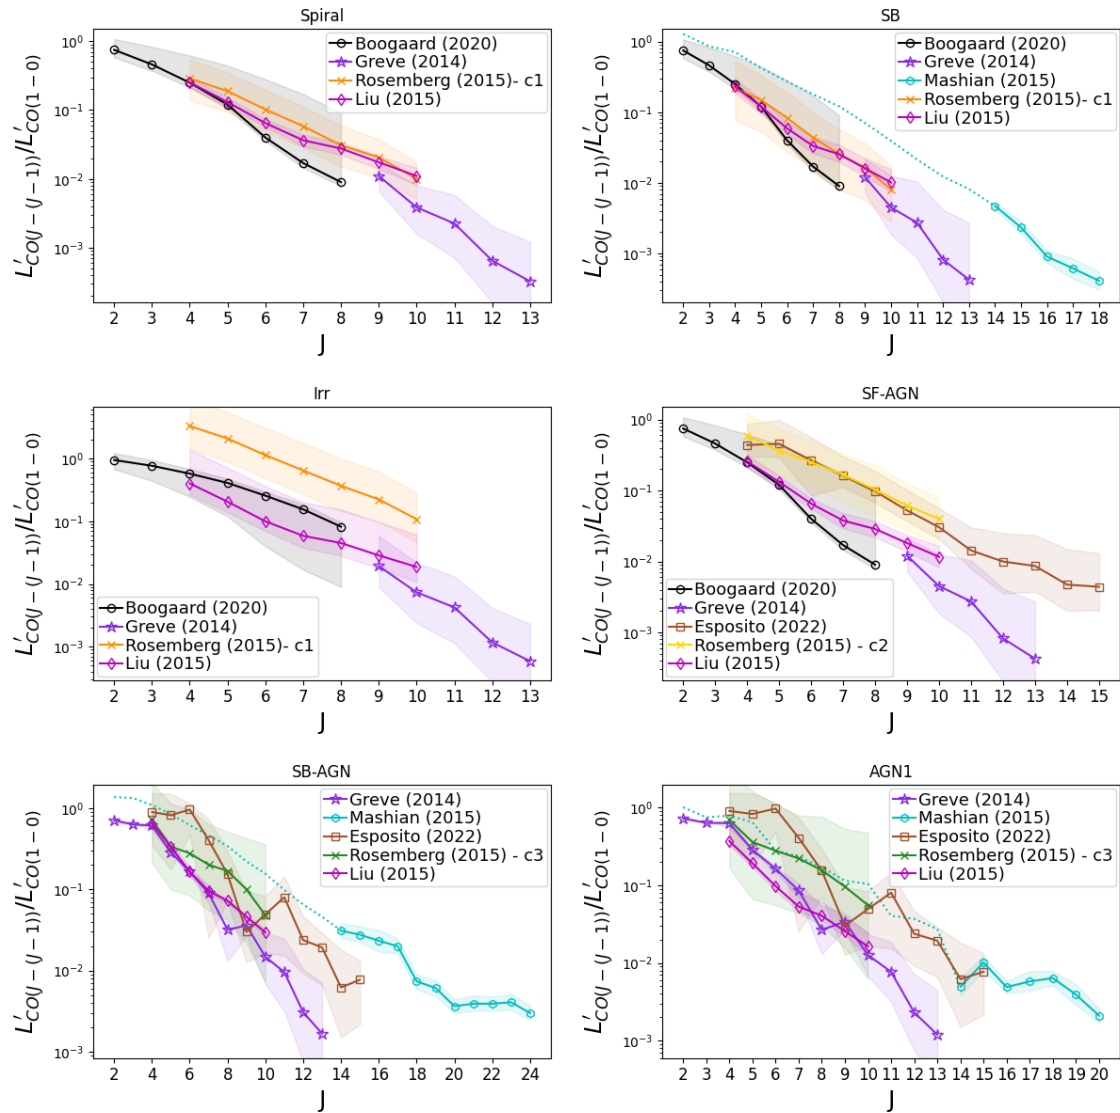 Spiral
L'CO(J - (J - 1))/L'CO(1 - 0)
10⁰
10⁻¹
10⁻²
10⁻³
Boogaard (2020)
Greve (2014)
Rosemberg (2015)- c1
Liu (2015)
2 3 4 5 6 7 8 9 10 11 12 13
J
SB
L'CO(J - (J - 1))/L'CO(1 - 0)
10⁰
10⁻¹
10⁻²
10⁻³
Boogaard (2020)
Greve (2014)
Mashian (2015)
Rosemberg (2015)- c1
Liu (2015)
2 3 4 5 6 7 8 9 10 11 12 13 14 15 16 17 18
J
Irr
L'CO(J - (J - 1))/L'CO(1 - 0)
10⁰
10⁻¹
10⁻²
10⁻³
Boogaard (2020)
Greve (2014)
Rosemberg (2015)- c1
Liu (2015)
2 3 4 5 6 7 8 9 10 11 12 13
J
SF-AGN
L'CO(J - (J - 1))/L'CO(1 - 0)
10⁰
10⁻¹
10⁻²
10⁻³
Boogaard (2020)
Greve (2014)
Esposito (2022)
Rosemberg (2015) - c2
Liu (2015)
2 3 4 5 6 7 8 9 10 11 12 13 14 15
J
SB-AGN
L'CO(J - (J - 1))/L'CO(1 - 0)
10⁰
10⁻¹
10⁻²
10⁻³
Greve (2014)
Mashian (2015)
Esposito (2022)
Rosemberg (2015) - c3
Liu (2015)
2 4 6 8 10 12 14 16 18 20 22 24
J
AGN1
L'CO(J - (J - 1))/L'CO(1 - 0)
10⁰
10⁻¹
10⁻²
10⁻³
Greve (2014)
Mashian (2015)
Esposito (2022)
Rosemberg (2015) - c3
Liu (2015)
2 3 4 5 6 7 8 9 10 11 12 13 14 15 16 17 18 19 20
J